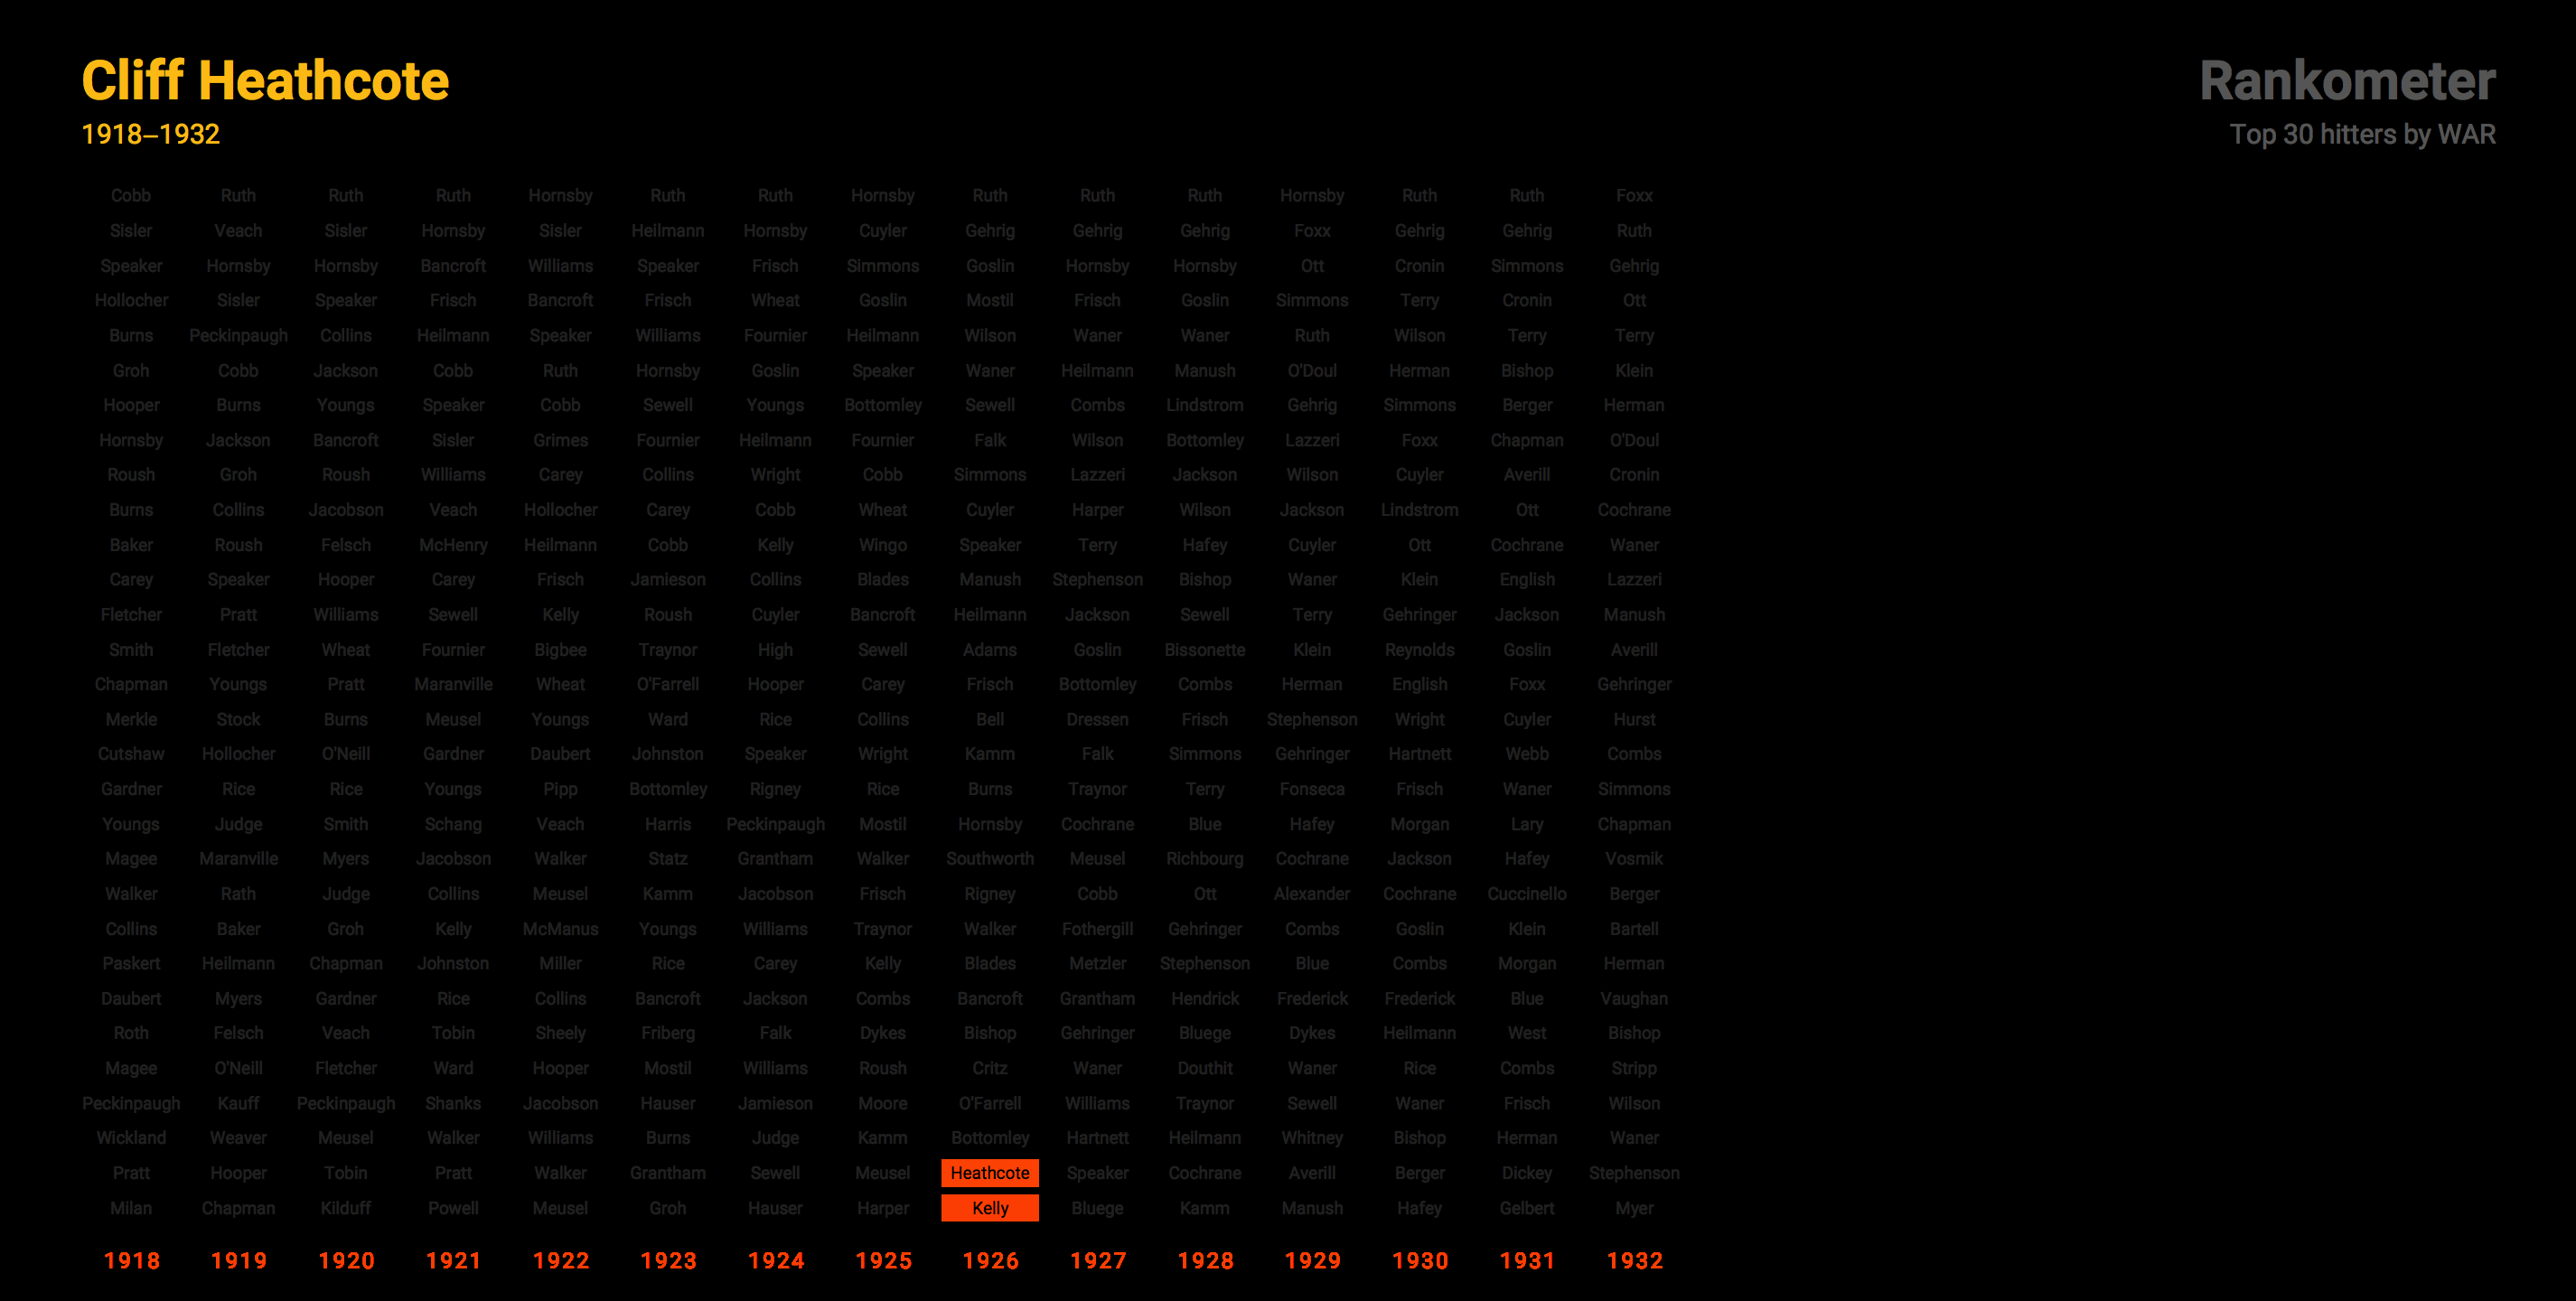 Cliff Heathcote
1918–1932
Rankometer
Top 30 hitters by WAR
Cobb Ruth Ruth Ruth Hornsby Ruth Ruth Hornsby Ruth Ruth Ruth Hornsby Ruth Ruth Foxx
Sisler Veach Sisler Hornsby Sisler Heilmann Hornsby Cuyler Gehrig Gehrig Gehrig Foxx Gehrig Gehrig Ruth
Speaker Hornsby Hornsby Bancroft Williams Speaker Frisch Simmons Goslin Hornsby Hornsby Ott Cronin Simmons Gehrig
Hollocher Sisler Speaker Frisch Bancroft Frisch Wheat Goslin Mostil Frisch Goslin Simmons Terry Cronin Ott
Burns Peckinpaugh Collins Heilmann Speaker Williams Fournier Heilmann Wilson Waner Waner Ruth Wilson Terry Terry
Groh Cobb Jackson Cobb Ruth Hornsby Goslin Speaker Waner Heilmann Manush O'Doul Herman Bishop Klein
Hooper Burns Youngs Speaker Cobb Sewell Youngs Bottomley Sewell Combs Lindstrom Gehrig Simmons Berger Herman
Hornsby Jackson Bancroft Sisler Grimes Fournier Heilmann Fournier Falk Wilson Bottomley Lazzeri Foxx Chapman O'Doul
Roush Groh Roush Williams Carey Collins Wright Cobb Simmons Lazzeri Jackson Wilson Cuyler Averill Cronin
Burns Collins Jacobson Veach Hollocher Carey Cobb Wheat Cuyler Harper Wilson Jackson Lindstrom Ott Cochrane
Baker Roush Felsch McHenry Heilmann Cobb Kelly Wingo Speaker Terry Hafey Cuyler Ott Cochrane Waner
Carey Speaker Hooper Carey Frisch Jamieson Collins Blades Manush Stephenson Bishop Waner Klein English Lazzeri
Fletcher Pratt Williams Sewell Kelly Roush Cuyler Bancroft Heilmann Jackson Sewell Terry Gehringer Jackson Manush
Smith Fletcher Wheat Fournier Bigbee Traynor High Sewell Adams Goslin Bissonette Klein Reynolds Goslin Averill
Chapman Youngs Pratt Maranville Wheat O'Farrell Hooper Carey Frisch Bottomley Combs Herman English Foxx Gehringer
Merkle Stock Burns Meusel Youngs Ward Rice Collins Bell Dressen Frisch Stephenson Wright Cuyler Hurst
Cutshaw Hollocher O'Neill Gardner Daubert Johnston Speaker Wright Kamm Falk Simmons Gehringer Hartnett Webb Combs
Gardner Rice Rice Youngs Pipp Bottomley Rigney Rice Burns Traynor Terry Fonseca Frisch Waner Simmons
Youngs Judge Smith Schang Veach Harris Peckinpaugh Mostil Hornsby Cochrane Blue Hafey Morgan Lary Chapman
Magee Maranville Myers Jacobson Walker Statz Grantham Walker Southworth Meusel Richbourg Cochrane Jackson Hafey Vosmik
Walker Rath Judge Collins Meusel Kamm Jacobson Frisch Rigney Cobb Ott Alexander Cochrane Cuccinello Berger
Collins Baker Groh Kelly McManus Youngs Williams Traynor Walker Fothergill Gehringer Combs Goslin Klein Bartell
Paskert Heilmann Chapman Johnston Miller Rice Carey Kelly Blades Metzler Stephenson Blue Combs Morgan Herman
Daubert Myers Gardner Rice Collins Bancroft Jackson Combs Bancroft Grantham Hendrick Frederick Frederick Blue Vaughan
Roth Felsch Veach Tobin Sheely Friberg Falk Dykes Bishop Gehringer Bluege Dykes Heilmann West Bishop
Magee O'Neill Fletcher Ward Hooper Mostil Williams Roush Critz Waner Douthit Waner Rice Combs Stripp
Peckinpaugh Kauff Peckinpaugh Shanks Jacobson Hauser Jamieson Moore O'Farrell Williams Traynor Sewell Waner Frisch Wilson
Wickland Weaver Meusel Walker Williams Burns Judge Kamm Bottomley Hartnett Heilmann Whitney Bishop Herman Waner
Pratt Hooper Tobin Pratt Walker Grantham Sewell Meusel Heathcote Speaker Cochrane Averill Berger Dickey Stephenson
Milan Chapman Kilduff Powell Meusel Groh Hauser Harper Kelly Bluege Kamm Manush Hafey Gelbert Myer
1918 1919 1920 1921 1922 1923 1924 1925 1926 1927 1928 1929 1930 1931 1932